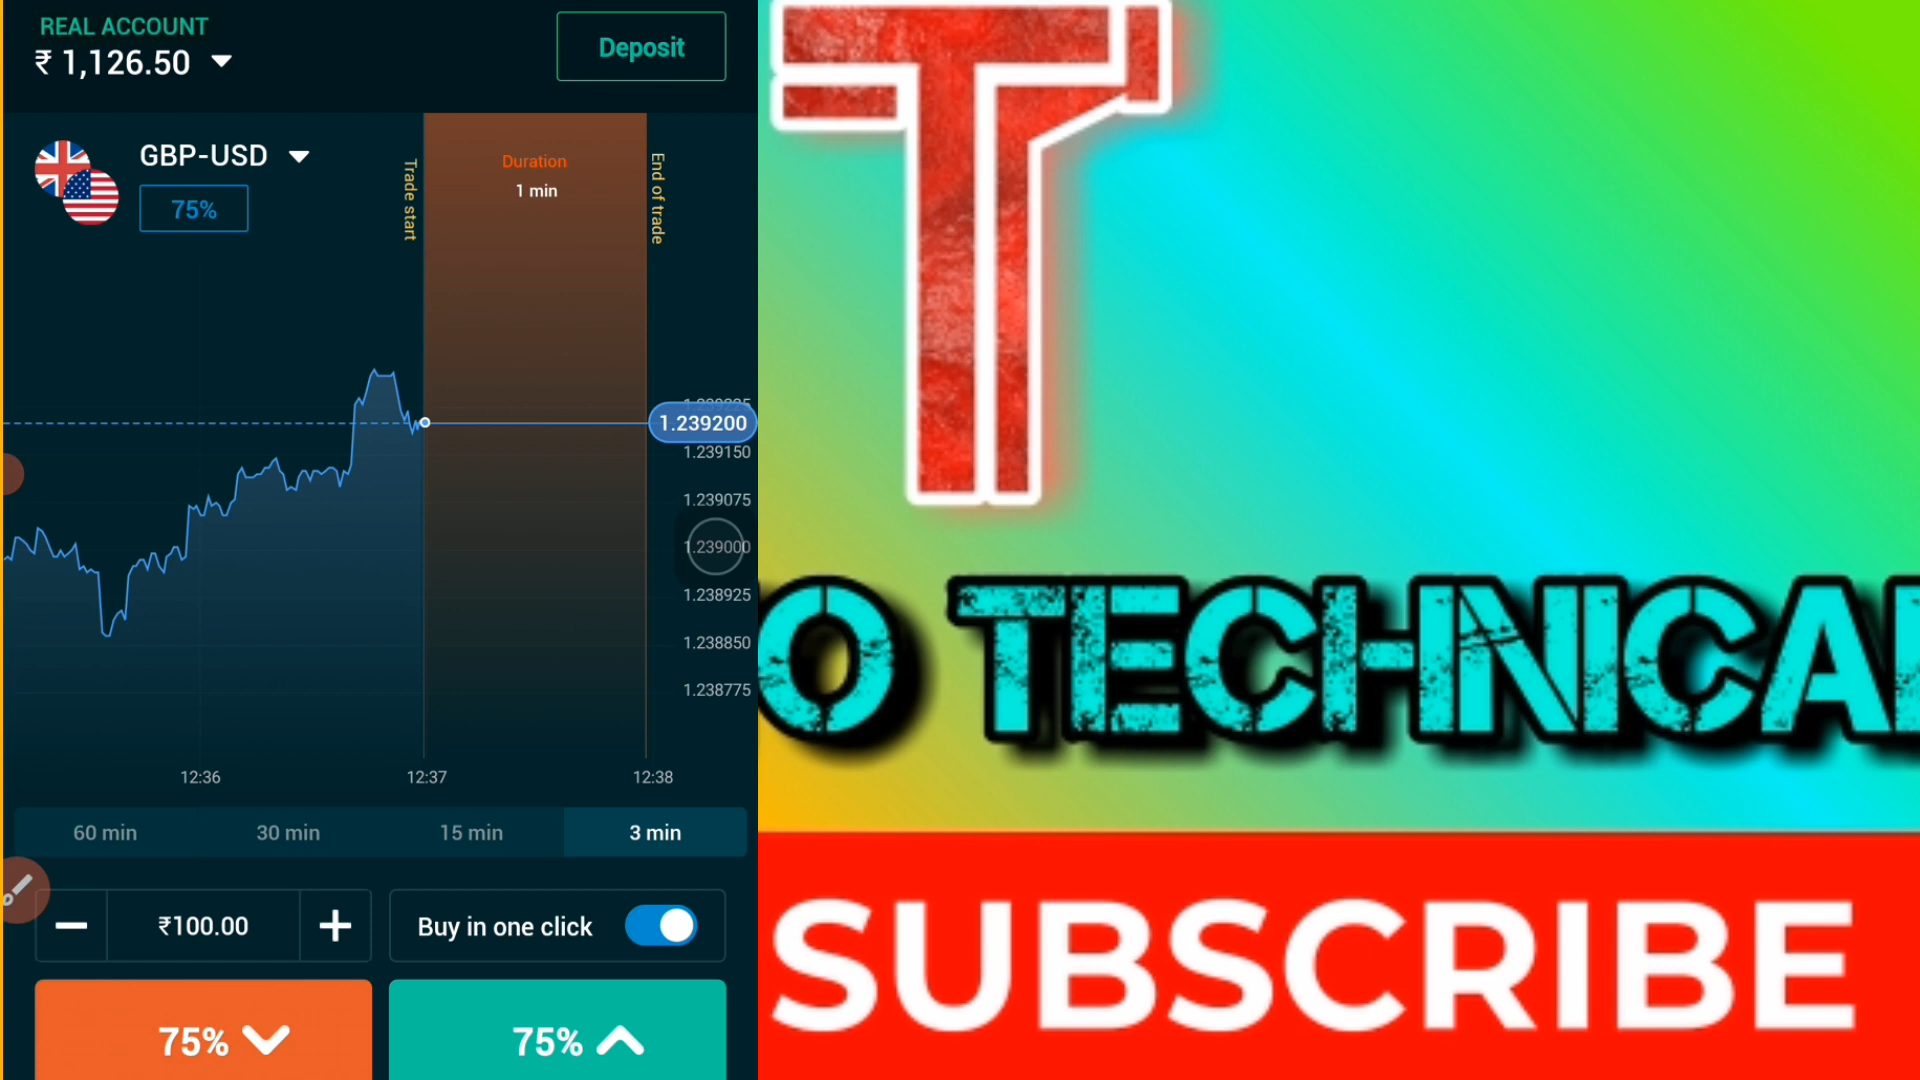 REAL ACCOUNT
₹ 1,126.50
Deposit
GBP-USD
75%
Trade start
Duration
1 min
End of trade
1.239200
1.239150
1.239075
1.239000
1.238925
1.238850
1.238775
12:36 12:37 12:38
60 min 30 min 15 min 3 min
₹100.00
Buy in one click
75% 75%
T
O TECHNICAL
SUBSCRIBE